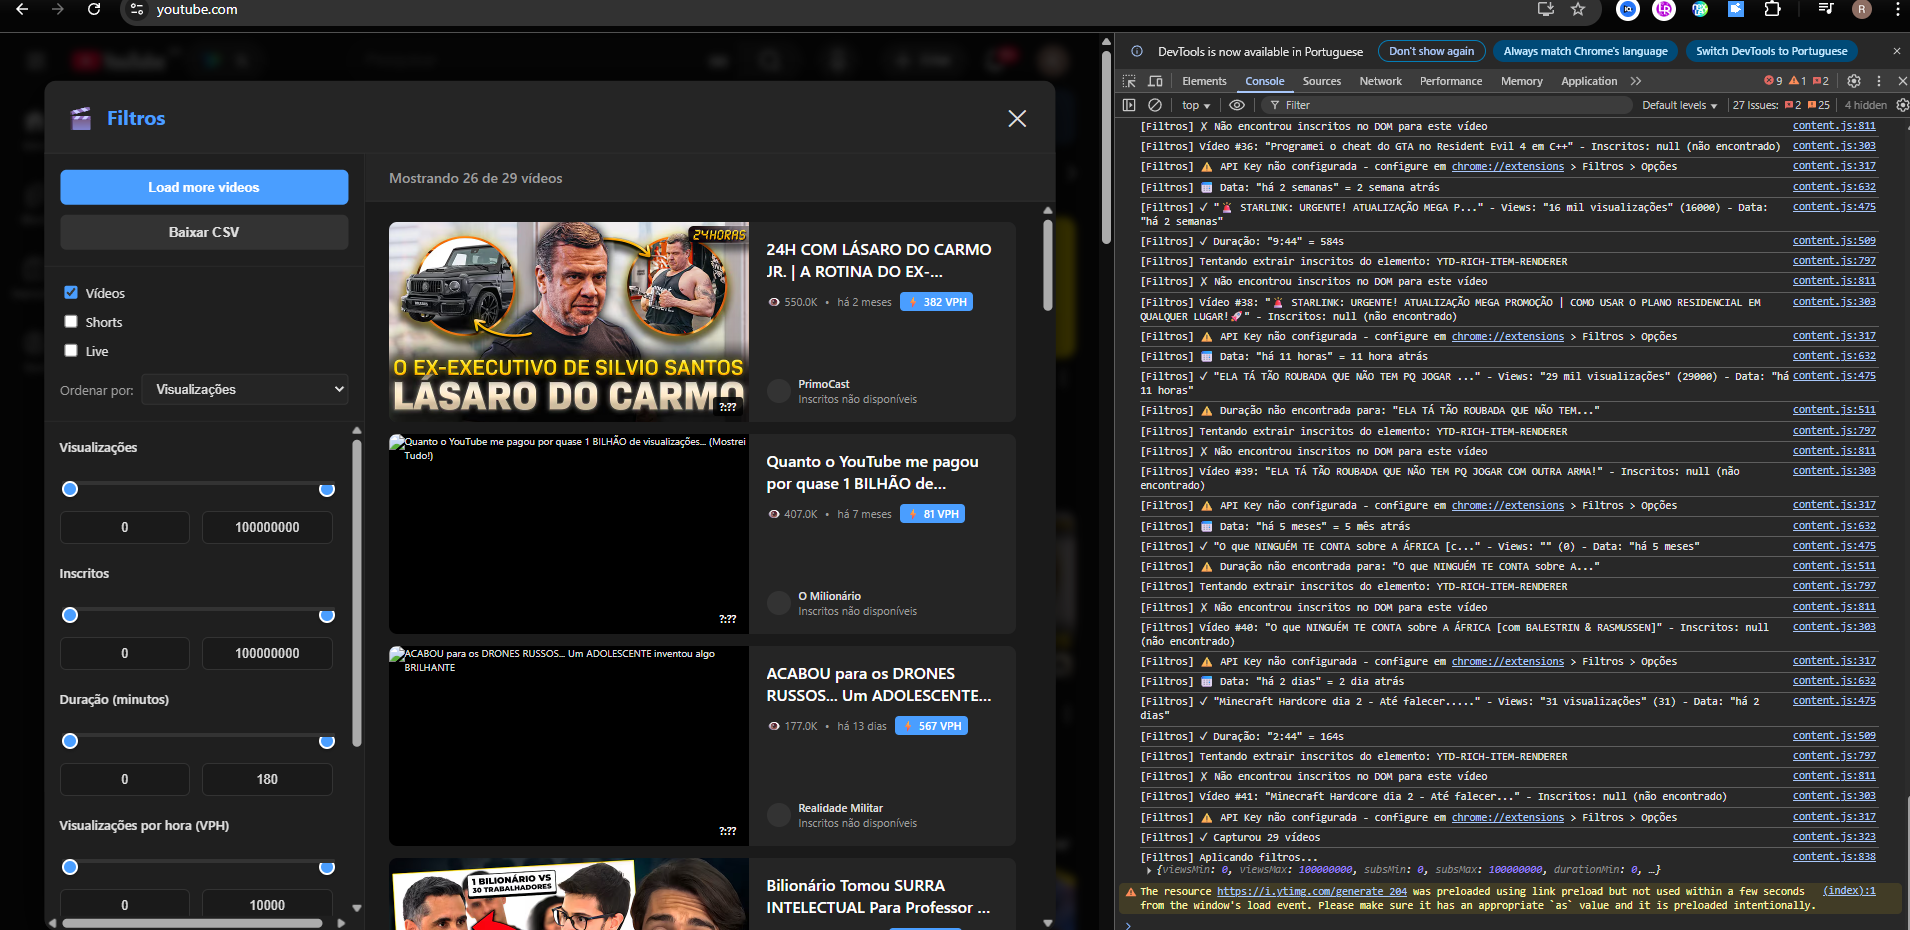 youtube.com
R
Filtros
Load more videos
Baixar CSV
Vídeos
Shorts
Live
Ordenar por:
Visualizações
Visualizações
0
100000000
Inscritos
0
100000000
Duração (minutos)
0
180
Visualizações por hora (VPH)
0
10000
Mostrando 26 de 29 vídeos
24HORAS
O EX-EXECUTIVO DE SILVIO SANTOS
LÁSARO DO CARMO
?:??
24H COM LÁSARO DO CARMO
JR. | A ROTINA DO EX-...
550.0K • há 2 meses 382 VPH
PrimoCast
Inscritos não disponíveis
Quanto o YouTube me pagou por quase 1 BILHÃO de visualizações... (Mostrei
Tudo!)
?:??
Quanto o YouTube me pagou
por quase 1 BILHÃO de...
407.0K • há 7 meses 81 VPH
O Milionário
Inscritos não disponíveis
ACABOU para os DRONES RUSSOS... Um ADOLESCENTE inventou algo
BRILHANTE
?:??
ACABOU para os DRONES
RUSSOS... Um ADOLESCENTE...
177.0K • há 13 dias 567 VPH
Realidade Militar
Inscritos não disponíveis
1 BILIONÁRIO VS
30 TRABALHADORES
Bilionário Tomou SURRA
INTELECTUAL Para Professor ...
DevTools is now available in Portuguese
Don't show again
Always match Chrome's language
Switch DevTools to Portuguese
Elements Console Sources Network Performance Memory Application
9 1 2
top
Filter
Default levels
27 Issues: 2 25
4 hidden
[Filtros] ✗ Não encontrou inscritos no DOM para este vídeo content.js:811
[Filtros] Vídeo #36: "Programei o cheat do GTA no Resident Evil 4 em C++" - Inscritos: null (não encontrado) content.js:303
[Filtros] ⚠️ API Key não configurada - configure em chrome://extensions > Filtros > Opções content.js:317
[Filtros] 📅 Data: "há 2 semanas" = 2 semana atrás content.js:632
[Filtros] ✓ "🚨 STARLINK: URGENTE! ATUALIZAÇÃO MEGA P..." - Views: "16 mil visualizações" (16000) - Data: content.js:475
"há 2 semanas"
[Filtros] ✓ Duração: "9:44" = 584s content.js:509
[Filtros] Tentando extrair inscritos do elemento: YTD-RICH-ITEM-RENDERER content.js:797
[Filtros] ✗ Não encontrou inscritos no DOM para este vídeo content.js:811
[Filtros] Vídeo #38: "🚨 STARLINK: URGENTE! ATUALIZAÇÃO MEGA PROMOÇÃO | COMO USAR O PLANO RESIDENCIAL EM content.js:303
QUALQUER LUGAR!🚀" - Inscritos: null (não encontrado)
[Filtros] ⚠️ API Key não configurada - configure em chrome://extensions > Filtros > Opções content.js:317
[Filtros] 📅 Data: "há 11 horas" = 11 hora atrás content.js:632
[Filtros] ✓ "ELA TÁ TÃO ROUBADA QUE NÃO TEM PQ JOGAR ..." - Views: "29 mil visualizações" (29000) - Data: "há content.js:475
11 horas"
[Filtros] ⚠️ Duração não encontrada para: "ELA TÁ TÃO ROUBADA QUE NÃO TEM..." content.js:511
[Filtros] Tentando extrair inscritos do elemento: YTD-RICH-ITEM-RENDERER content.js:797
[Filtros] ✗ Não encontrou inscritos no DOM para este vídeo content.js:811
[Filtros] Vídeo #39: "ELA TÁ TÃO ROUBADA QUE NÃO TEM PQ JOGAR COM OUTRA ARMA!" - Inscritos: null (não content.js:303
encontrado)
[Filtros] ⚠️ API Key não configurada - configure em chrome://extensions > Filtros > Opções content.js:317
[Filtros] 📅 Data: "há 5 meses" = 5 mês atrás content.js:632
[Filtros] ✓ "O que NINGUÉM TE CONTA sobre A ÁFRICA [c..." - Views: "" (0) - Data: "há 5 meses" content.js:475
[Filtros] ⚠️ Duração não encontrada para: "O que NINGUÉM TE CONTA sobre A..." content.js:511
[Filtros] Tentando extrair inscritos do elemento: YTD-RICH-ITEM-RENDERER content.js:797
[Filtros] ✗ Não encontrou inscritos no DOM para este vídeo content.js:811
[Filtros] Vídeo #40: "O que NINGUÉM TE CONTA sobre A ÁFRICA [com BALESTRIN & RASMUSSEN]" - Inscritos: null content.js:303
(não encontrado)
[Filtros] ⚠️ API Key não configurada - configure em chrome://extensions > Filtros > Opções content.js:317
[Filtros] 📅 Data: "há 2 dias" = 2 dia atrás content.js:632
[Filtros] ✓ "Minecraft Hardcore dia 2 - Até falecer....." - Views: "31 visualizações" (31) - Data: "há 2 content.js:475
dias"
[Filtros] ✓ Duração: "2:44" = 164s content.js:509
[Filtros] Tentando extrair inscritos do elemento: YTD-RICH-ITEM-RENDERER content.js:797
[Filtros] ✗ Não encontrou inscritos no DOM para este vídeo content.js:811
[Filtros] Vídeo #41: "Minecraft Hardcore dia 2 - Até falecer..." - Inscritos: null (não encontrado) content.js:303
[Filtros] ⚠️ API Key não configurada - configure em chrome://extensions > Filtros > Opções content.js:317
[Filtros] ✓ Capturou 29 vídeos content.js:323
[Filtros] Aplicando filtros... content.js:838
{viewsMin: 0, viewsMax: 100000000, subsMin: 0, subsMax: 100000000, durationMin: 0, …}
The resource https://i.ytimg.com/generate_204 was preloaded using link preload but not used within a few seconds (index):1
from the window's load event. Please make sure it has an appropriate `as` value and it is preloaded intentionally.